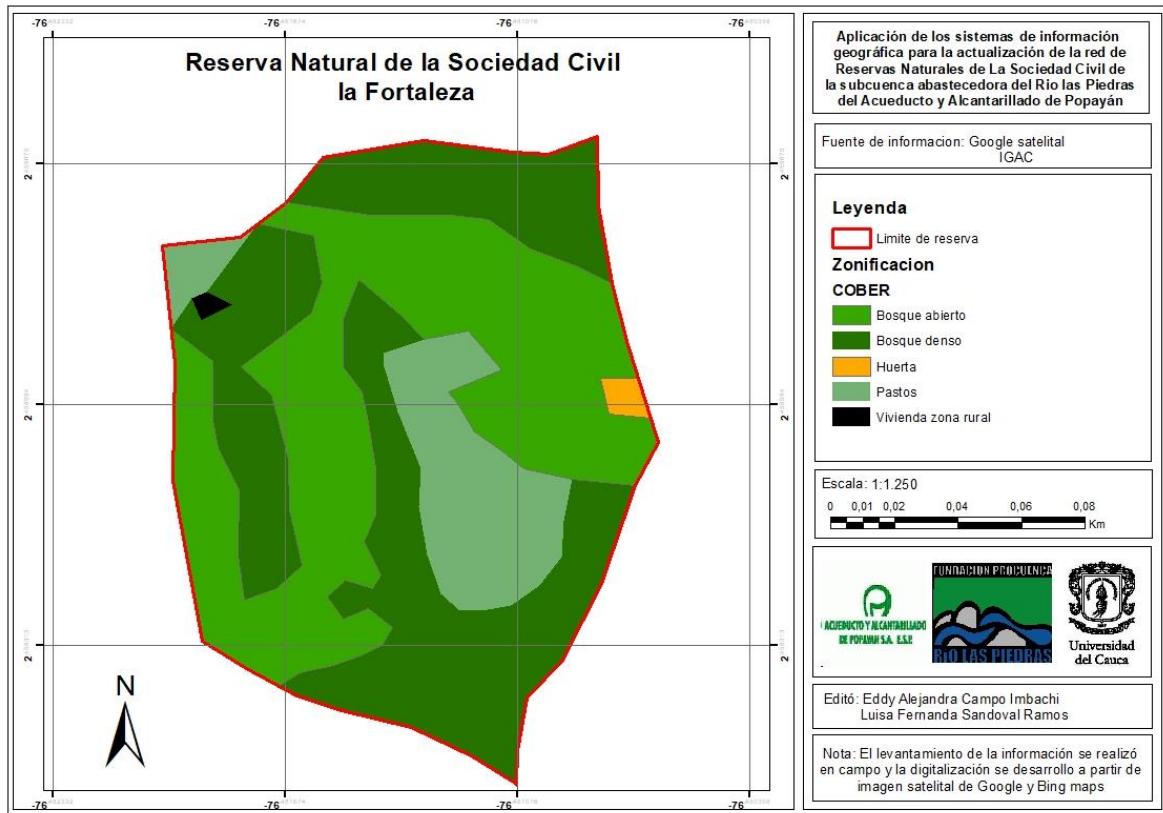 -76
-76
-76
-76
Reserva Natural de la Sociedad Civil
la Fortaleza
2
2
2
2
2
2
N
-76
-76
-76
-76
Aplicación de los sistemas de información
geográfica para la actualización de la red de
Reservas Naturales de La Sociedad Civil de
la subcuenca abastecedora del Rio las Piedras
del Acueducto y Alcantarillado de Popayán
Fuente de informacion: Google satelital
IGAC
Leyenda
Limite de reserva
Zonificacion
COBER
Bosque abierto
Bosque denso
Huerta
Pastos
Vivienda zona rural
Escala: 1:1.250
0 0,01 0,02 0,04 0,06 0,08
Km
ACUEDUCTO Y ALCANTARILLADO
DE POPAYAN S.A. E.S.P.
FUNDACION PROCUENCA
RIO LAS PIEDRAS
Universidad
del Cauca
Editó: Eddy Alejandra Campo Imbachi
Luisa Fernanda Sandoval Ramos
Nota: El levantamiento de la información se realizó
en campo y la digitalización se desarrollo a partir de
imagen satelital de Google y Bing maps